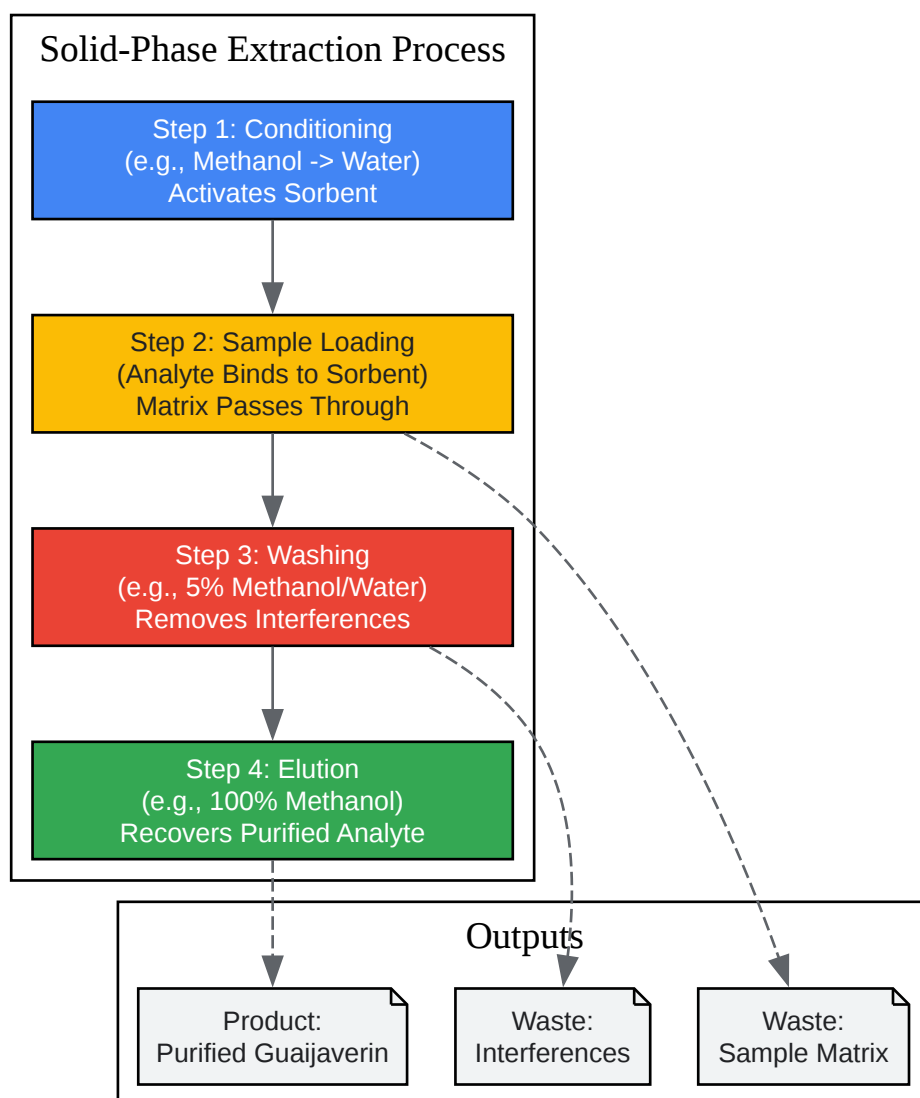 Solid-Phase Extraction Process
Step 1: Conditioning
(e.g., Methanol -> Water)
Activates Sorbent
Step 2: Sample Loading
(Analyte Binds to Sorbent)
Matrix Passes Through
Step 3: Washing
(e.g., 5% Methanol/Water)
Removes Interferences
Step 4: Elution
(e.g., 100% Methanol)
Recovers Purified Analyte
Outputs
Product:
Purified Guaijaverin
Waste:
Interferences
Waste:
Sample Matrix